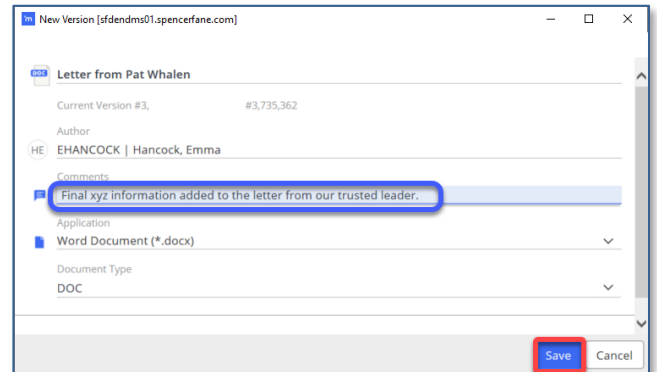 m New Version [sfdendms01.spencerfane.com]
DOC Letter from Pat Whalen
Current Version #3, #3,735,362
Author
HE EHANCOCK | Hancock, Emma
Comments
Final xyz information added to the letter from our trusted leader.
Application
Word Document (*.docx)
Document Type
DOC
Save Cancel